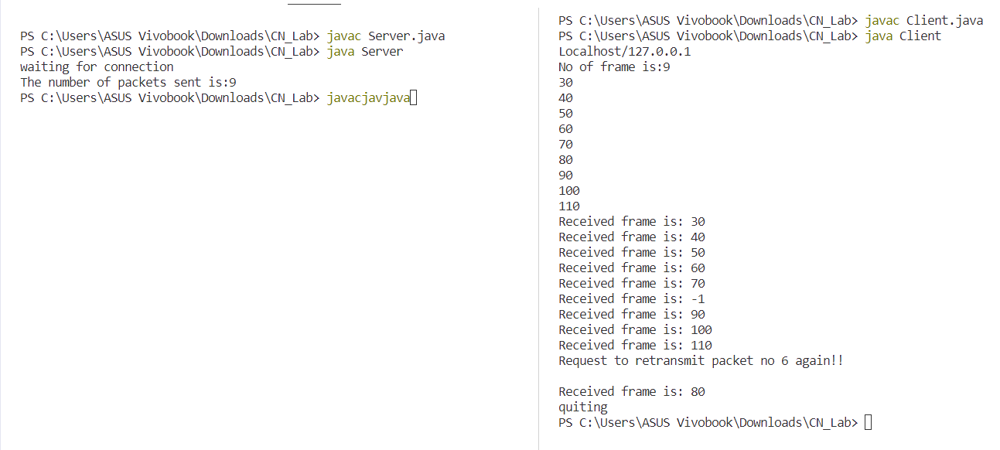 PS C:\Users\ASUS Vivobook\Downloads\CN_Lab> javac Server.java
PS C:\Users\ASUS Vivobook\Downloads\CN_Lab> java Server
waiting for connection
The number of packets sent is:9
PS C:\Users\ASUS Vivobook\Downloads\CN_Lab> javacjavjava
PS C:\Users\ASUS Vivobook\Downloads\CN_Lab> javac Client.java
PS C:\Users\ASUS Vivobook\Downloads\CN_Lab> java Client
Localhost/127.0.0.1
No of frame is:9
30
40
50
60
70
80
90
100
110
Received frame is: 30
Received frame is: 40
Received frame is: 50
Received frame is: 60
Received frame is: 70
Received frame is: -1
Received frame is: 90
Received frame is: 100
Received frame is: 110
Request to retransmit packet no 6 again!!
Received frame is: 80
quiting
PS C:\Users\ASUS Vivobook\Downloads\CN_Lab>